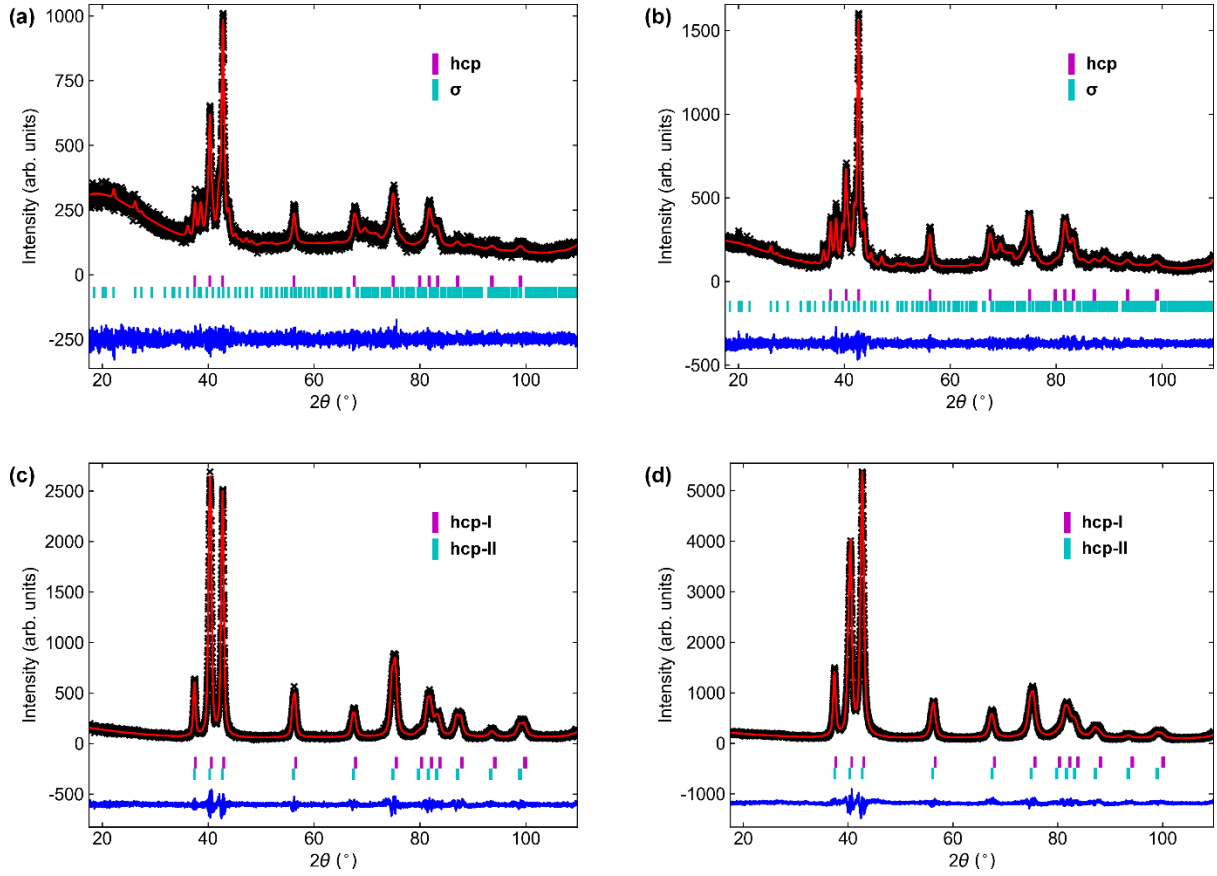 (a)
Intensity (arb. units)
1000
750
500
250
0
-250
hcp
σ
20 40 60 80 100
2θ (°)
(b)
Intensity (arb. units)
1500
1000
500
0
-500
hcp
σ
20 40 60 80 100
2θ (°)
(c)
Intensity (arb. units)
2500
2000
1500
1000
500
0
-500
hcp-I
hcp-II
20 40 60 80 100
2θ (°)
(d)
Intensity (arb. units)
5000
4000
3000
2000
1000
0
-1000
hcp-I
hcp-II
20 40 60 80 100
2θ (°)